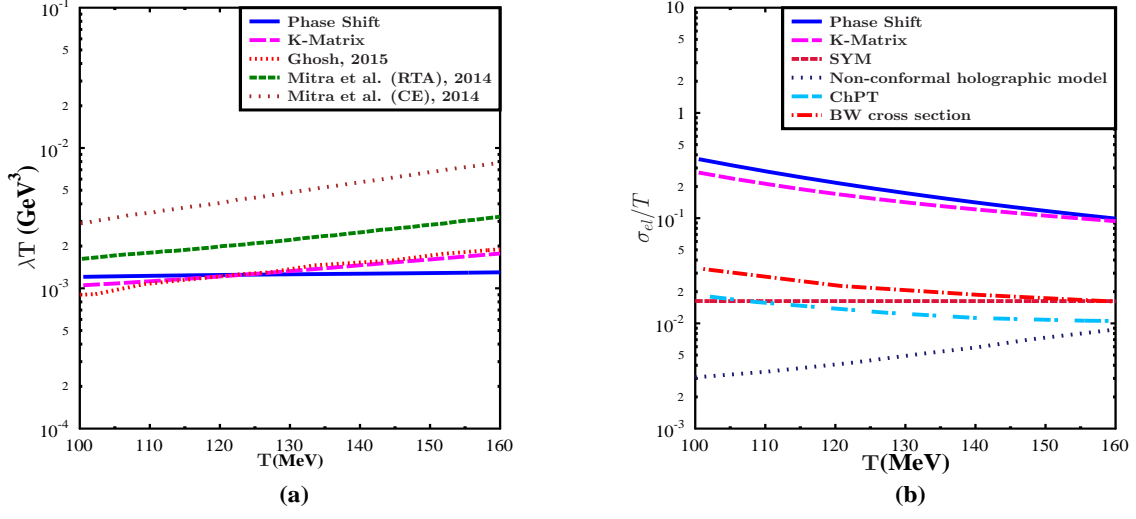 10⁻¹
5
2
10⁻²
5
2
10⁻³
5
2
10⁻⁴
λT (GeV³)
Phase Shift
K-Matrix
Ghosh, 2015
Mitra et al. (RTA), 2014
Mitra et al. (CE), 2014
100 110 120 130 140 150 160
T(MeV)
(a)
10
5
2
1
5
2
10⁻¹
5
2
10⁻²
5
2
10⁻³
σ_el/T
Phase Shift
K-Matrix
SYM
Non-conformal holographic model
ChPT
BW cross section
100 110 120 130 140 150 160
T(MeV)
(b)